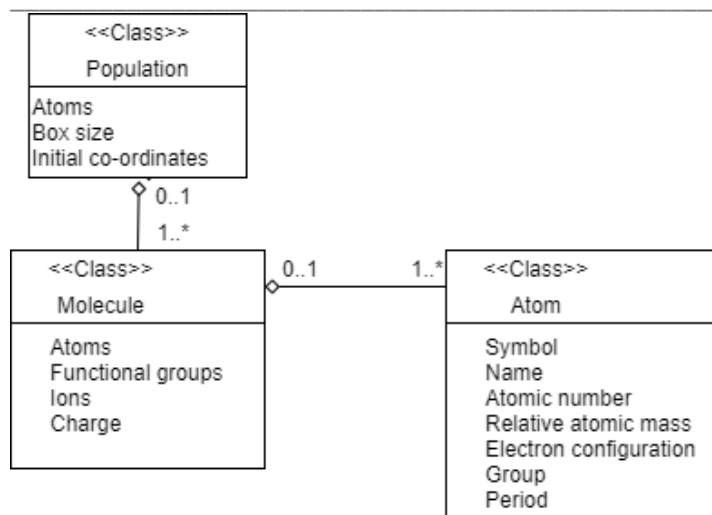 <<Class>>
Population
Atoms
Box size
Initial co-ordinates
0..1
1..*
<<Class>>
Molecule
Atoms
Functional groups
Ions
Charge
0..1
1..*
<<Class>>
Atom
Symbol
Name
Atomic number
Relative atomic mass
Electron configuration
Group
Period